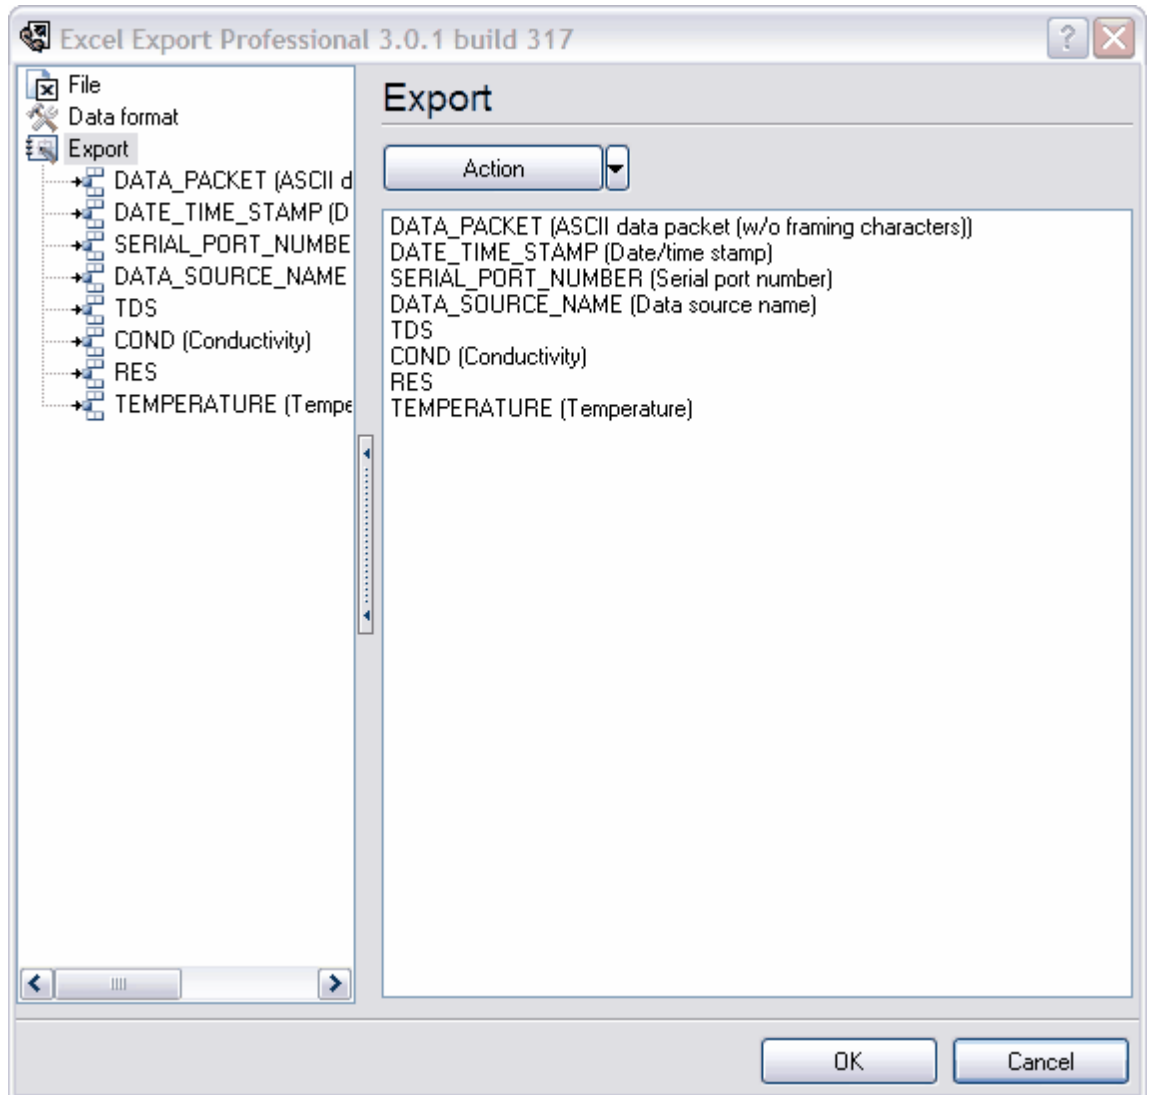 Excel Export Professional 3.0.1 build 317
?
File
Data format
Export
DATA_PACKET (ASCII d
DATE_TIME_STAMP (D
SERIAL_PORT_NUMBE
DATA_SOURCE_NAME
TDS
COND (Conductivity)
RES
TEMPERATURE (Tempe
Export
Action
DATA_PACKET (ASCII data packet (w/o framing characters))
DATE_TIME_STAMP (Date/time stamp)
SERIAL_PORT_NUMBER (Serial port number)
DATA_SOURCE_NAME (Data source name)
TDS
COND (Conductivity)
RES
TEMPERATURE (Temperature)
OK
Cancel